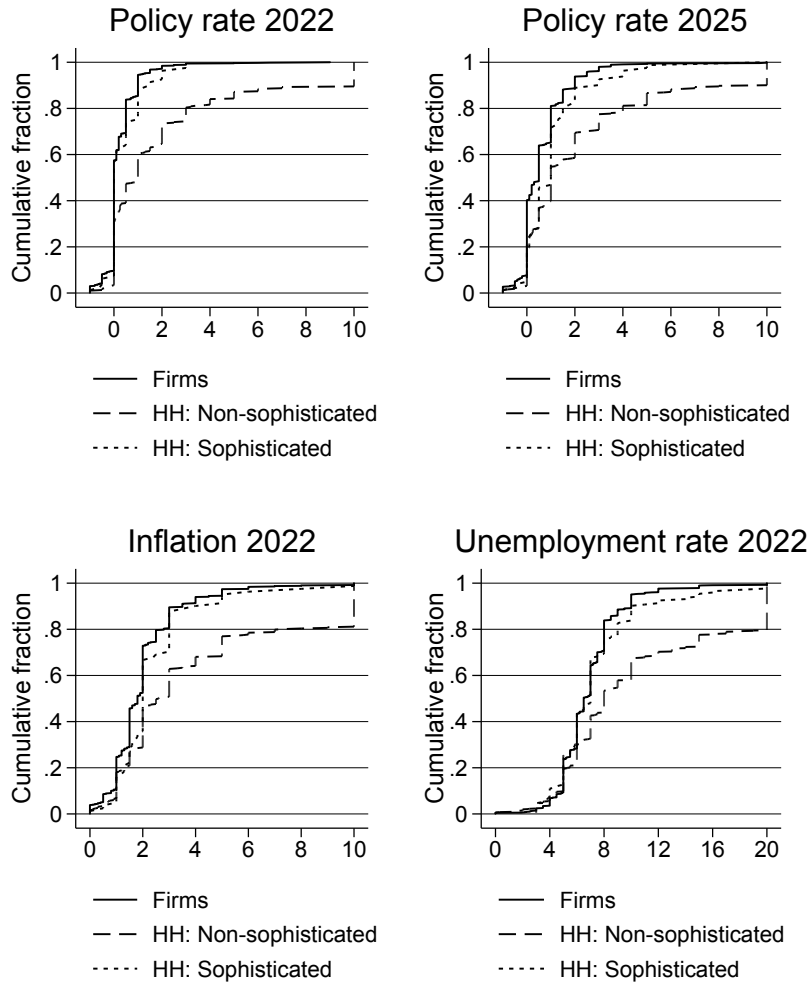 Policy rate 2022
Cumulative fraction
1
.8
.6
.4
.2
0
0 2 4 6 8 10
Firms
HH: Non-sophisticated
HH: Sophisticated
Policy rate 2025
Cumulative fraction
1
.8
.6
.4
.2
0
0 2 4 6 8 10
Firms
HH: Non-sophisticated
HH: Sophisticated
Inflation 2022
Cumulative fraction
1
.8
.6
.4
.2
0
0 2 4 6 8 10
Firms
HH: Non-sophisticated
HH: Sophisticated
Unemployment rate 2022
Cumulative fraction
1
.8
.6
.4
.2
0
0 4 8 12 16 20
Firms
HH: Non-sophisticated
HH: Sophisticated